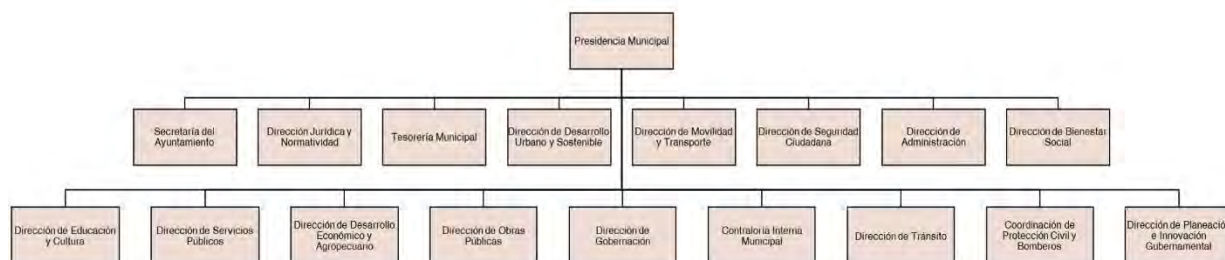 Presidencia Municipal
Secretaría del
Ayuntamiento
Dirección Jurídica y
Normatividad
Tesorería Municipal
Dirección de Desarrollo
Urbano y Sostenible
Dirección de Movilidad
y Transporte
Dirección de Seguridad
Ciudadana
Dirección de
Administración
Dirección de Bienestar
Social
Dirección de Educación
y Cultura
Dirección de Servicios
Públicos
Dirección de Desarrollo
Económico y
Agropecuario
Dirección de Obras
Públicas
Dirección de
Gobernación
Contraloría Interna
Municipal
Dirección de Tránsito
Coordinación de
Protección Civil y
Bomberos
Dirección de Planeación
e Innovación
Gubernamental